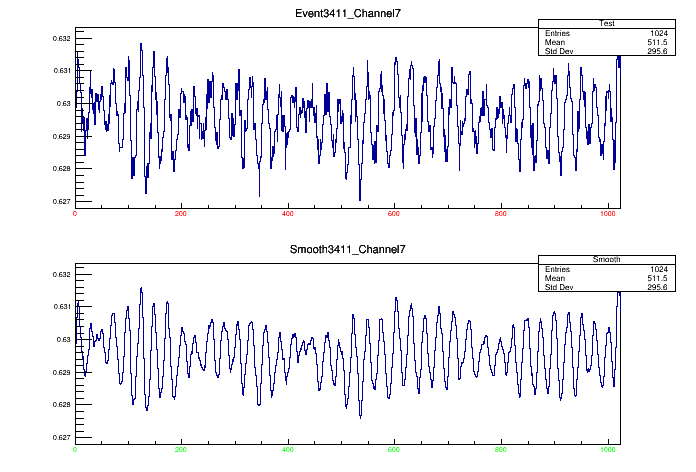 Event3411_Channel7
Test
Entries 1024
Mean 511.5
Std Dev 295.6
0.632
0.631
0.63
0.629
0.628
0.627
0 200 400 600 800 1000
Smooth3411_Channel7
Smooth
Entries 1024
Mean 511.5
Std Dev 295.6
0.632
0.631
0.63
0.629
0.628
0.627
0 200 400 600 800 1000